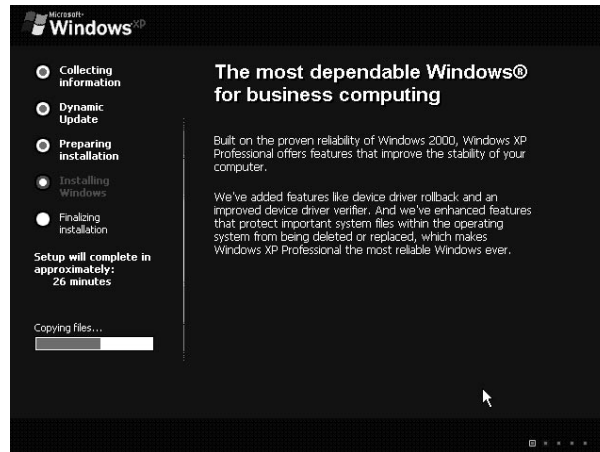 Microsoft®
Windows xp
Collecting
information
Dynamic
Update
Preparing
installation
Installing
Windows
Finalizing
installation
Setup will complete in
approximately:
26 minutes
Copying files...
The most dependable Windows®
for business computing
Built on the proven reliability of Windows 2000, Windows XP
Professional offers features that improve the stability of your
computer.
We've added features like device driver rollback and an
improved device driver verifier. And we've enhanced features
that protect important system files within the operating
system from being deleted or replaced, which makes
Windows XP Professional the most reliable Windows ever.